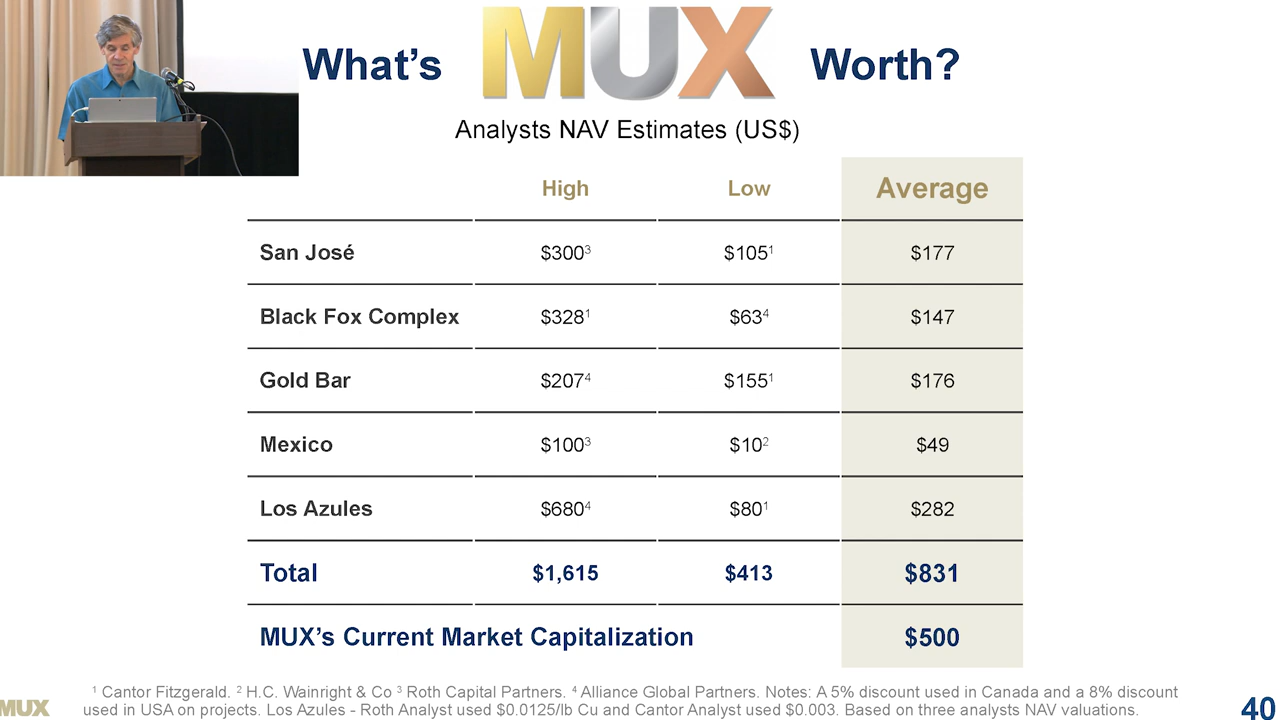 What's MUX Worth?
Analysts NAV Estimates (US$)
High Low Average
San José $300³ $105¹ $177
Black Fox Complex $328¹ $63⁴ $147
Gold Bar $207⁴ $155¹ $176
Mexico $100³ $10² $49
Los Azules $680⁴ $80¹ $282
Total $1,615 $413 $831
MUX's Current Market Capitalization $500
¹ Cantor Fitzgerald. ² H.C. Wainright & Co ³ Roth Capital Partners. ⁴ Alliance Global Partners. Notes: A 5% discount used in Canada and a 8% discount
used in USA on projects. Los Azules - Roth Analyst used $0.0125/lb Cu and Cantor Analyst used $0.003. Based on three analysts NAV valuations.
MUX 40